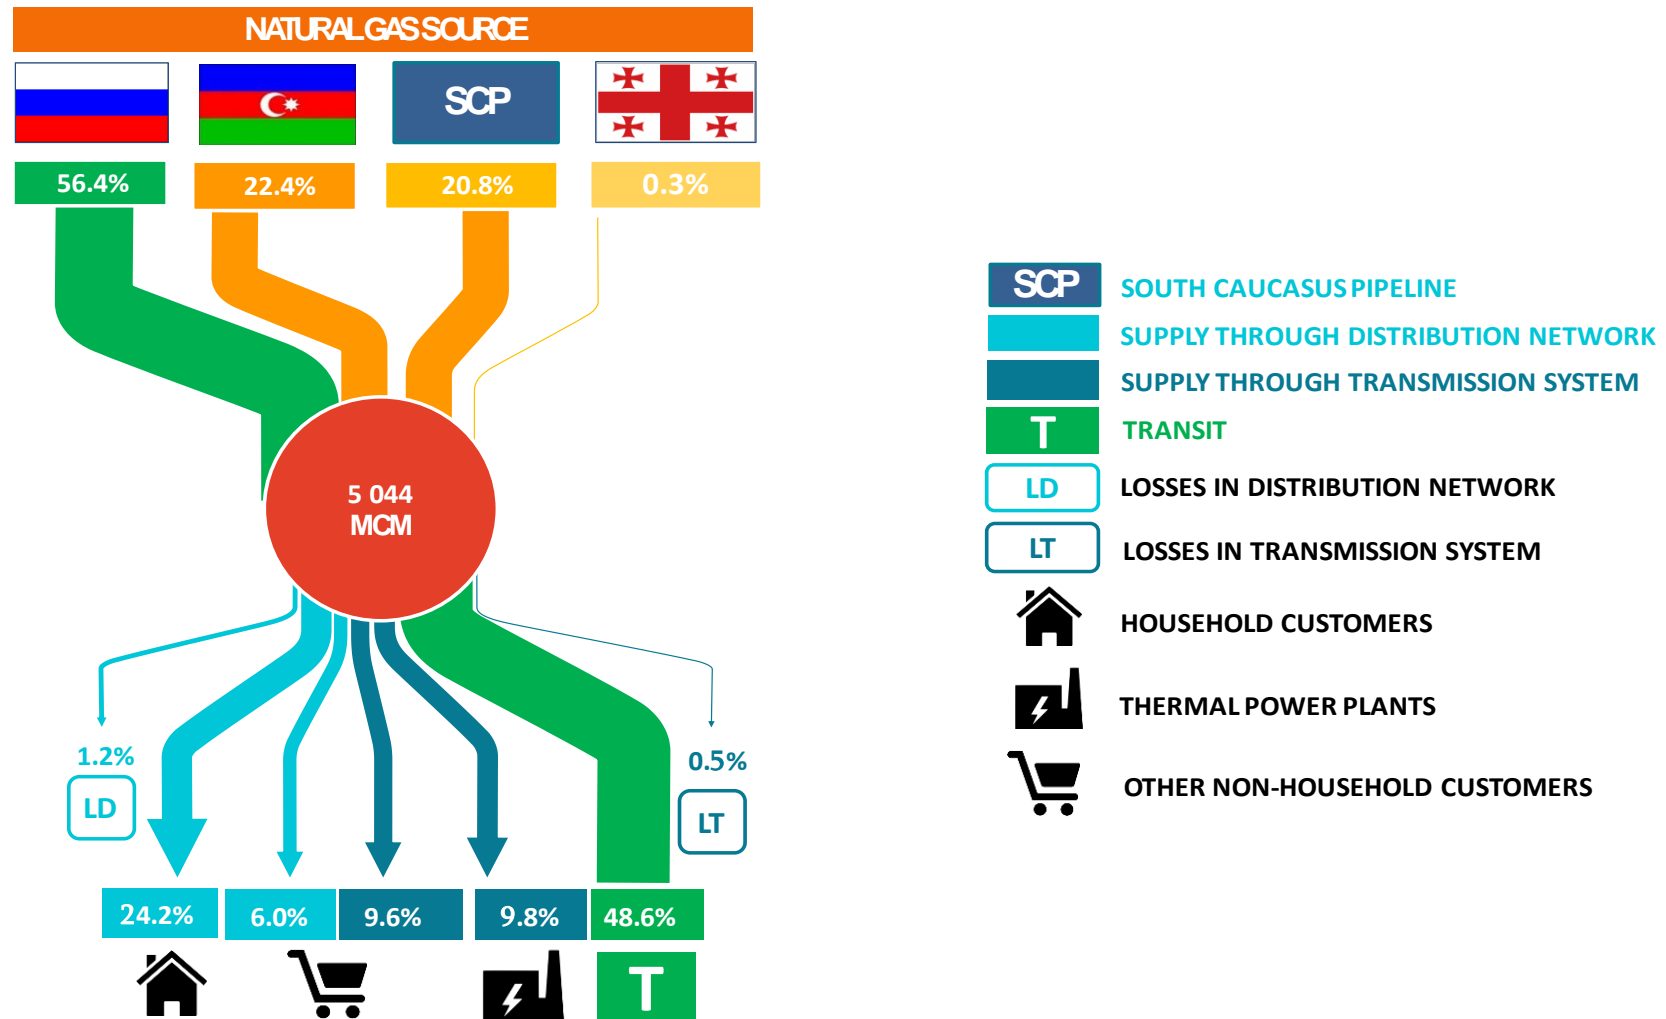 NATURAL GAS SOURCE
SCP
56.4%
22.4%
20.8%
0.3%
5 044
MCM
1.2%
LD
0.5%
LT
24.2%
6.0%
9.6%
9.8%
48.6%
T
SCP
SOUTH CAUCASUS PIPELINE
SUPPLY THROUGH DISTRIBUTION NETWORK
SUPPLY THROUGH TRANSMISSION SYSTEM
T
TRANSIT
LD
LOSSES IN DISTRIBUTION NETWORK
LT
LOSSES IN TRANSMISSION SYSTEM
HOUSEHOLD CUSTOMERS
THERMAL POWER PLANTS
OTHER NON-HOUSEHOLD CUSTOMERS